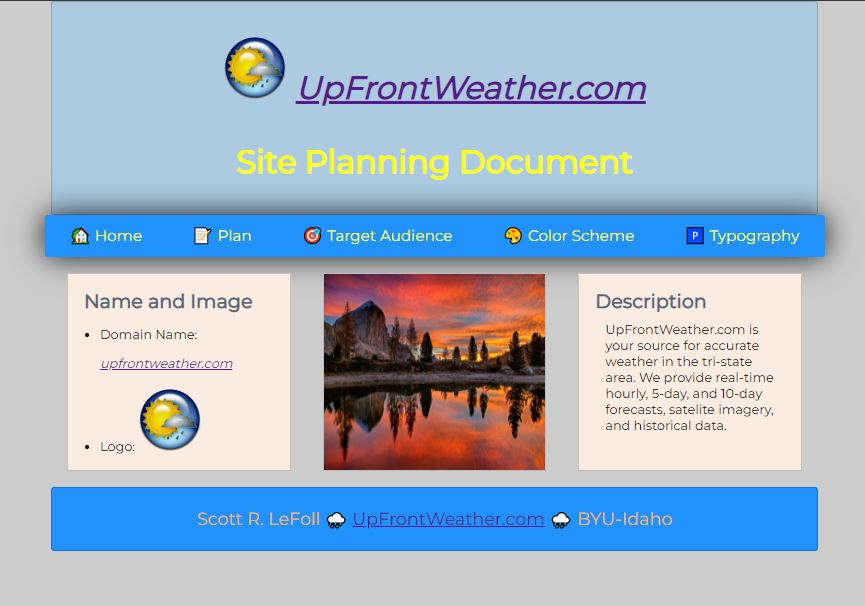 UpFrontWeather.com
Site Planning Document
Home Plan Target Audience Color Scheme P Typography
Name and Image
Domain Name:
upfrontweather.com
Logo:
Description
UpFrontWeather.com is
your source for accurate
weather in the tri-state
area. We provide real-time
hourly, 5-day, and 10-day
forecasts, satelite imagery,
and historical data.
Scott R. LeFoll UpFrontWeather.com BYU-Idaho